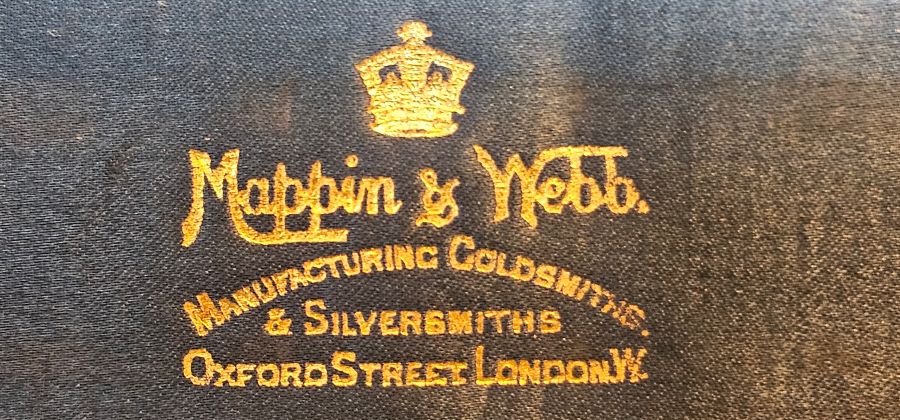 Mappin & Webb.
MANUFACTURING GOLDSMITHS.
& SILVERSMITHS
OXFORD STREET LONDON.W.